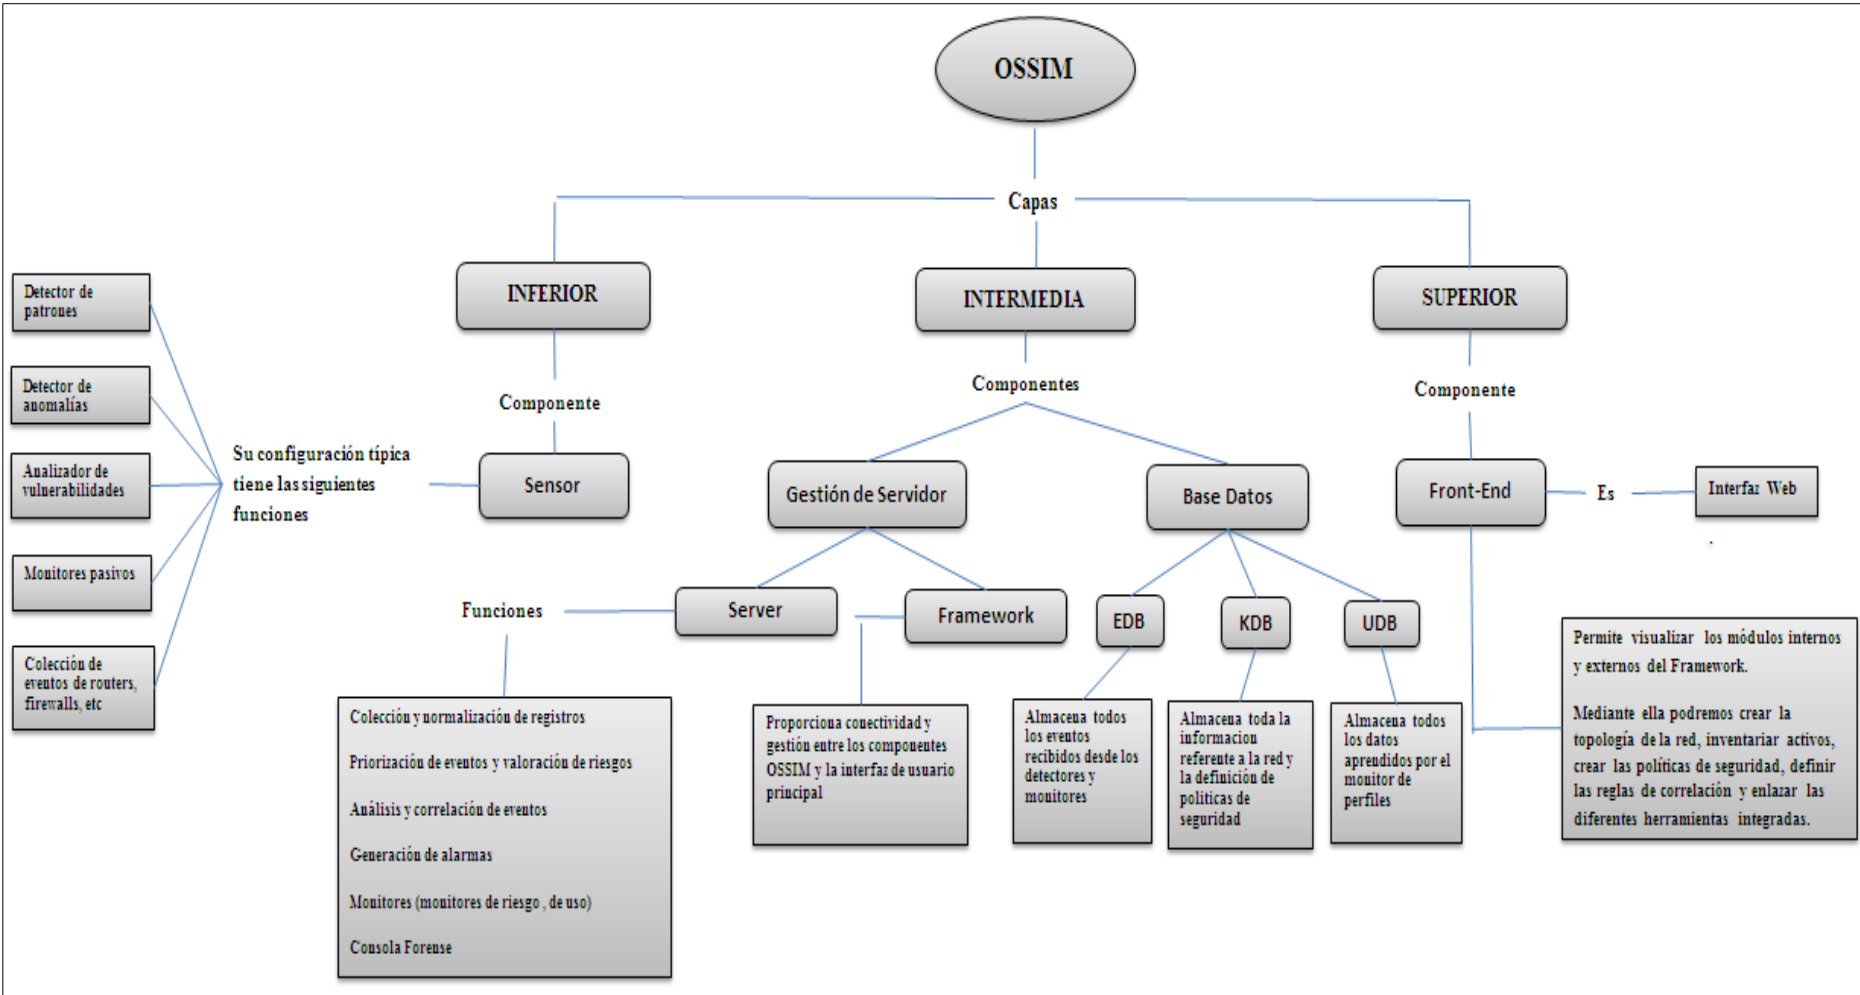 OSSIM
Capas
INFERIOR
INTERMEDIA
SUPERIOR
Componente
Componentes
Componente
Sensor
Su configuración típica
tiene las siguientes
funciones
Detector de
patrones
Detector de
anomalías
Analizador de
vulnerabilidades
Monitores pasivos
Colección de
eventos de routers,
firewalls, etc
Gestión de Servidor
Base Datos
Front-End
Es
Interfaz Web
.
Server
Framework
EDB
KDB
UDB
Funciones
Colección y normalización de registros
Priorización de eventos y valoración de riesgos
Análisis y correlación de eventos
Generación de alarmas
Monitores (monitores de riesgo , de uso)
Consola Forense
Proporciona conectividad y
gestión entre los componentes
OSSIM y la interfaz de usuario
principal
Almacena todos
los eventos
recibidos desde los
detectores y
monitores
Almacena toda la
informacion
referente a la red y
la definición de
politicas de
seguridad
Almacena todos
los datos
aprendidos por el
monitor de
perfiles
Permite visualizar los módulos internos
y externos del Framework.
Mediante ella podremos crear la
topología de la red, inventariar activos,
crear las políticas de seguridad, definir
las reglas de correlación y enlazar las
diferentes herramientas integradas.